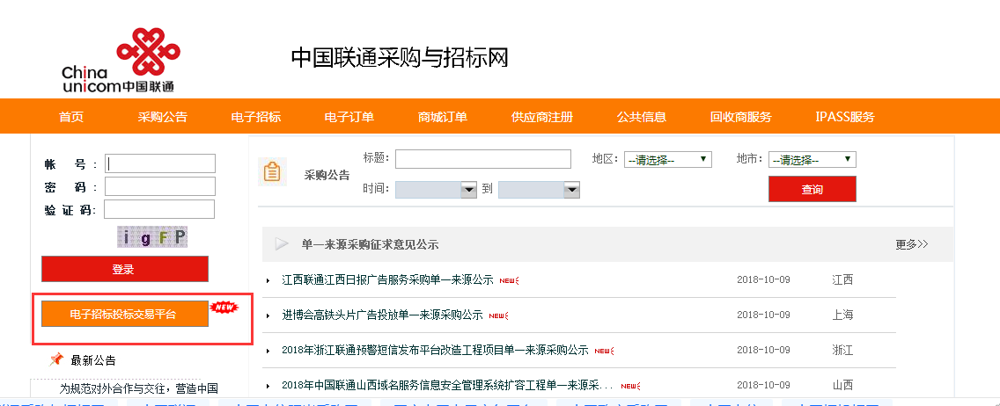 China
unicom中国联通
中国联通采购与招标网
首页 采购公告 电子招标 电子订单 商城订单 供应商注册 公共信息 回收商服务 IPASS服务
帐 号：
密 码：
验 证 码:
igFP
登录
电子招标投标交易平台 NEW
最新公告
为规范对外合作与交往，营造中国
采购公告
标题： 地区： --请选择-- 地市： --请选择--
时间： 到 查询
单一来源采购征求意见公示 更多>>
江西联通江西日报广告服务采购单一来源公示 NEW 2018-10-09 江西
进博会高铁头片广告投放单一来源采购公示 NEW 2018-10-09 上海
2018年浙江联通预警短信发布平台改造工程项目单一来源采购公示 NEW 2018-10-09 浙江
2018年中国联通山西域名服务信息安全管理系统扩容工程单一来源采... NEW 2018-10-09 山西